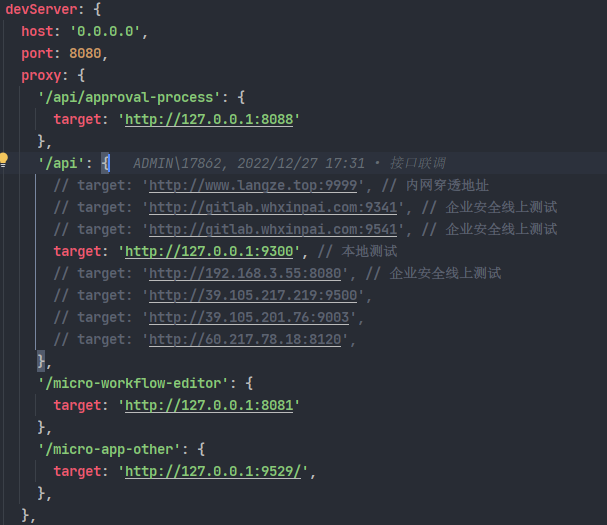 devServer: {
host: '0.0.0.0',
port: 8080,
proxy: {
'/api/approval-process': {
target: 'http://127.0.0.1:8088'
},
'/api': { ADMIN\17862, 2022/12/27 17:31 • 接口联调
// target: 'http://www.langze.top:9999', // 内网穿透地址
// target: 'http://gitlab.whxinpai.com:9341', // 企业安全线上测试
// target: 'http://gitlab.whxinpai.com:9541', // 企业安全线上测试
target: 'http://127.0.0.1:9300', // 本地测试
// target: 'http://192.168.3.55:8080', // 企业安全线上测试
// target: 'http://39.105.217.219:9500',
// target: 'http://39.105.201.76:9003',
// target: 'http://60.217.78.18:8120',
},
'/micro-workflow-editor': {
target: 'http://127.0.0.1:8081'
},
'/micro-app-other': {
target: 'http://127.0.0.1:9529/',
},
},